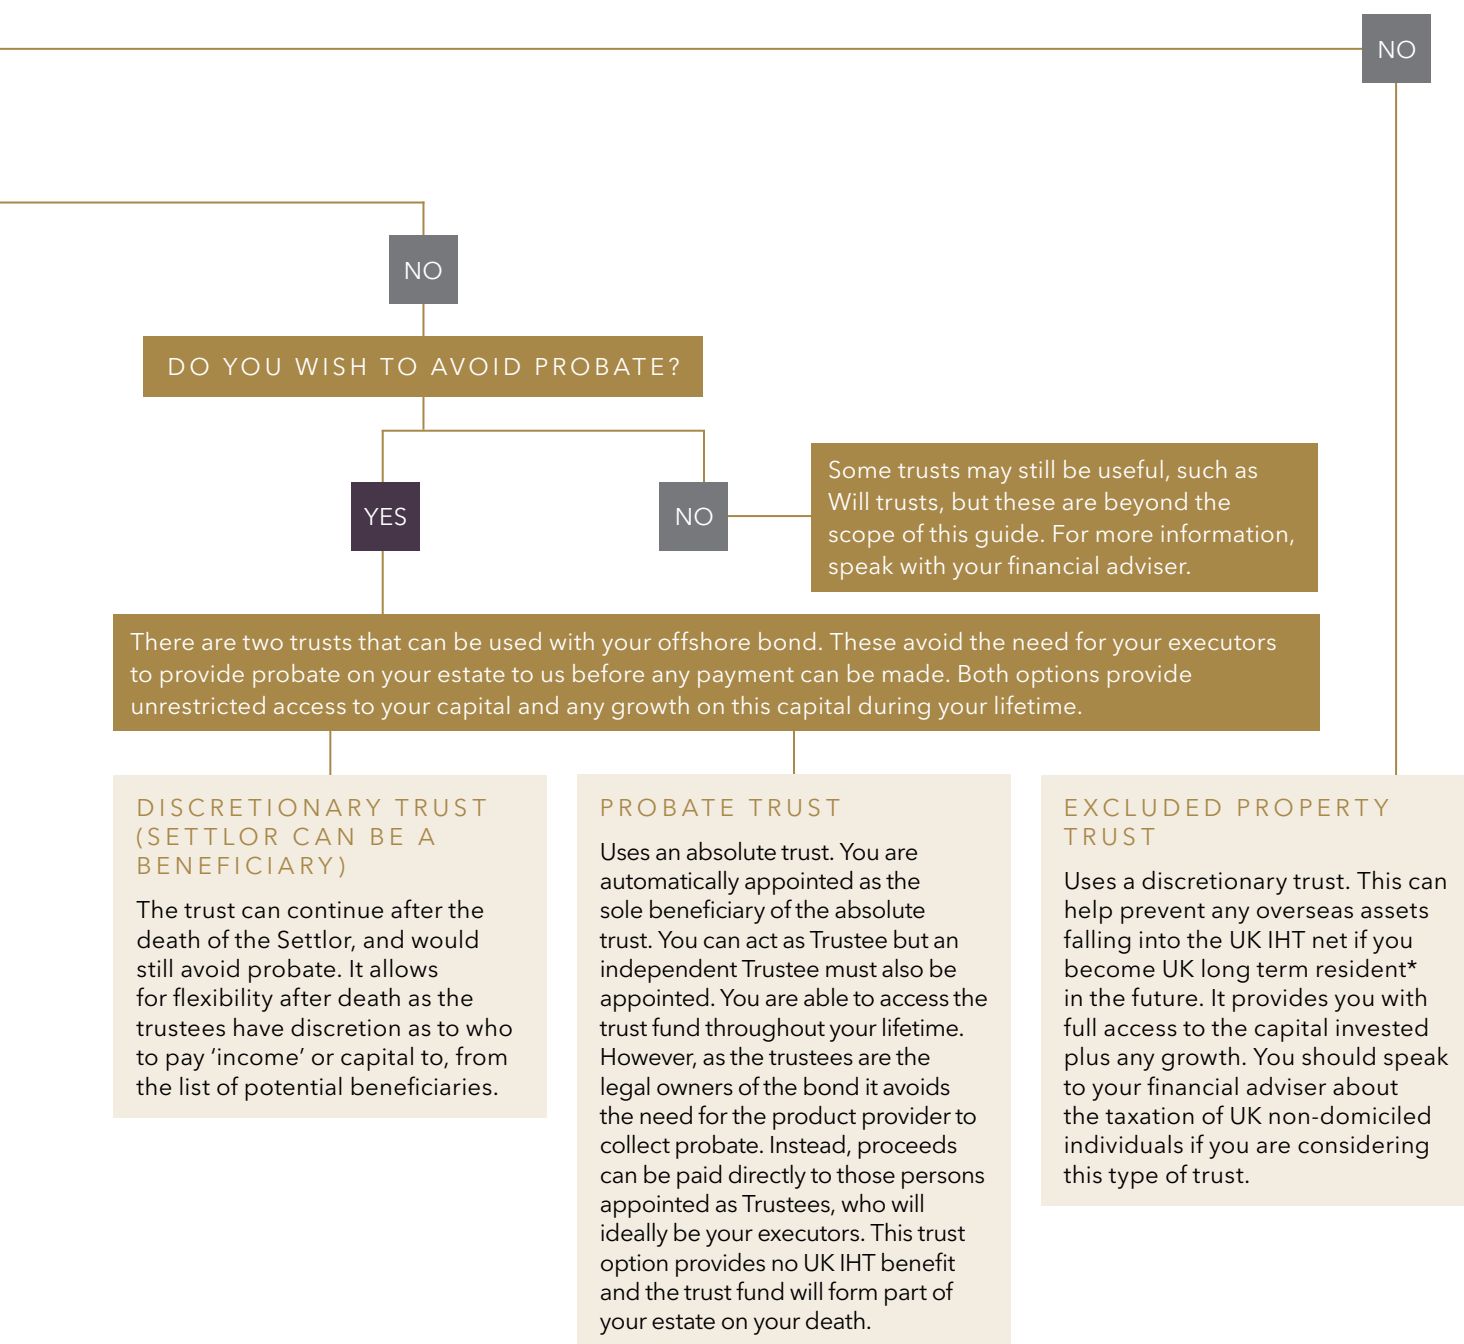 NO
NO
DO YOU WISH TO AVOID PROBATE?
YES
NO
Some trusts may still be useful, such as
Will trusts, but these are beyond the
scope of this guide. For more information,
speak with your financial adviser.
There are two trusts that can be used with your offshore bond. These avoid the need for your executors
to provide probate on your estate to us before any payment can be made. Both options provide
unrestricted access to your capital and any growth on this capital during your lifetime.
DISCRETIONARY TRUST
(SETTLOR CAN BE A
BENEFICIARY)
The trust can continue after the
death of the Settlor, and would
still avoid probate. It allows
for flexibility after death as the
trustees have discretion as to who
to pay ‘income’ or capital to, from
the list of potential beneficiaries.
PROBATE TRUST
Uses an absolute trust. You are
automatically appointed as the
sole beneficiary of the absolute
trust. You can act as Trustee but an
independent Trustee must also be
appointed. You are able to access the
trust fund throughout your lifetime.
However, as the trustees are the
legal owners of the bond it avoids
the need for the product provider to
collect probate. Instead, proceeds
can be paid directly to those persons
appointed as Trustees, who will
ideally be your executors. This trust
option provides no UK IHT benefit
and the trust fund will form part of
your estate on your death.
EXCLUDED PROPERTY
TRUST
Uses a discretionary trust. This can
help prevent any overseas assets
falling into the UK IHT net if you
become UK long term resident*
in the future. It provides you with
full access to the capital invested
plus any growth. You should speak
to your financial adviser about
the taxation of UK non-domiciled
individuals if you are considering
this type of trust.